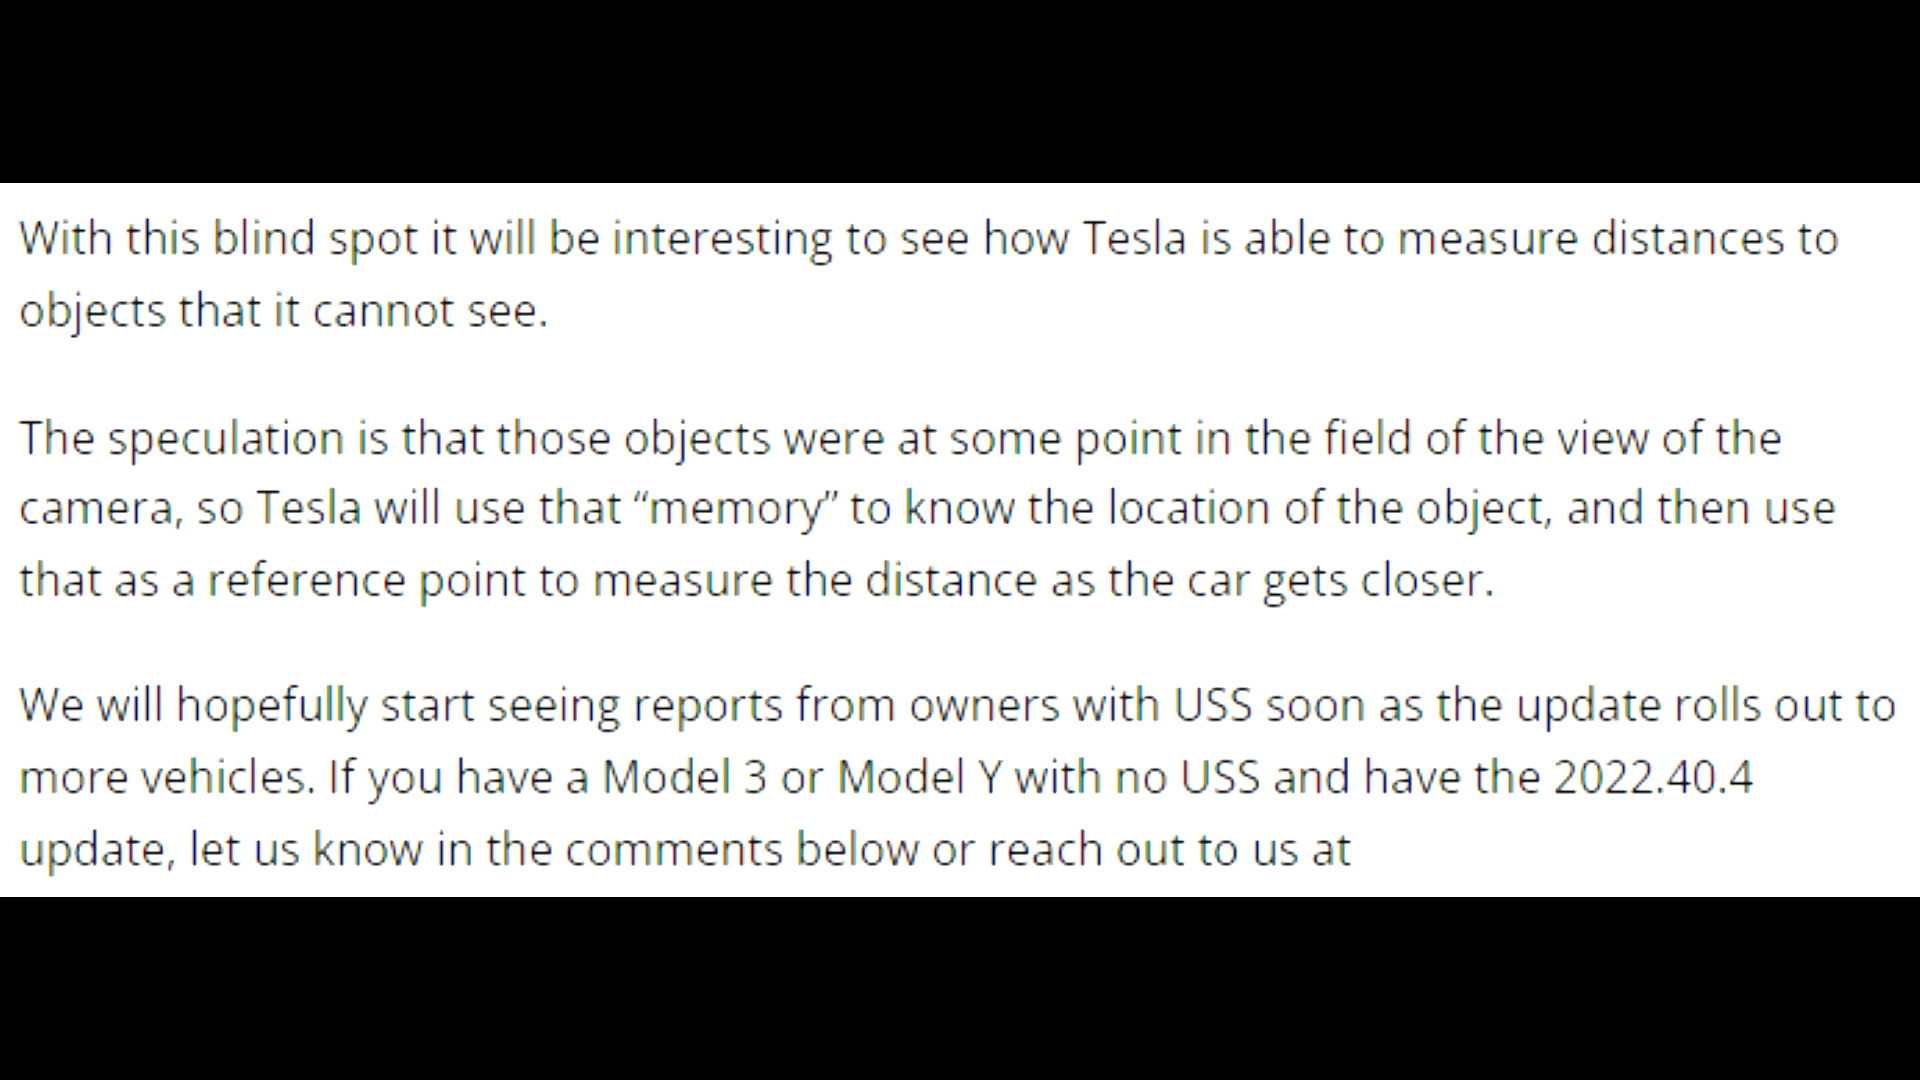 With this blind spot it will be interesting to see how Tesla is able to measure distances to
objects that it cannot see.
The speculation is that those objects were at some point in the field of the view of the
camera, so Tesla will use that “memory” to know the location of the object, and then use
that as a reference point to measure the distance as the car gets closer.
We will hopefully start seeing reports from owners with USS soon as the update rolls out to
more vehicles. If you have a Model 3 or Model Y with no USS and have the 2022.40.4
update, let us know in the comments below or reach out to us at